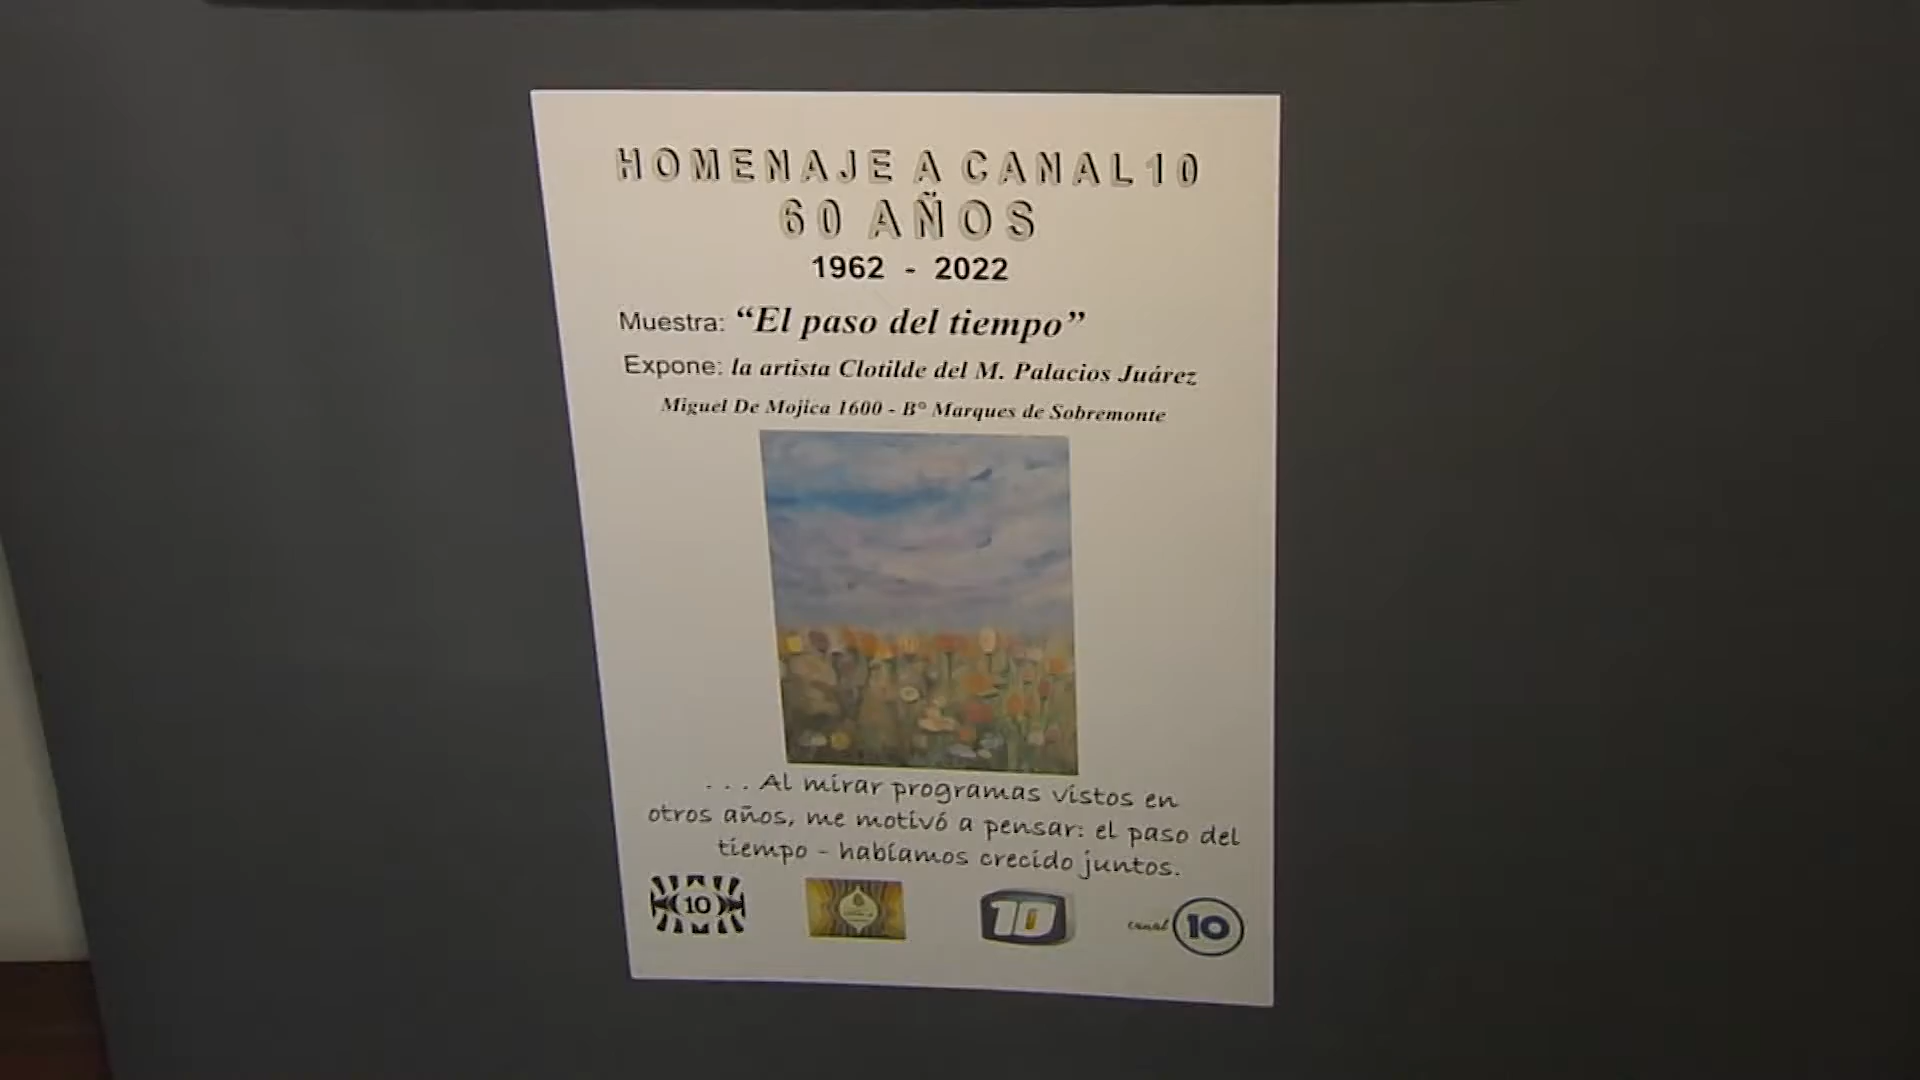 HOMENAJE A CANAL 10
60 AÑOS
1962 - 2022
Muestra: “El paso del tiempo”
Expone: la artista Clotilde del M. Palacios Juárez
Miguel De Mojica 1600 - B° Marques de Sobremonte
. . . Al mirar programas vistos en
otros años, me motivó a pensar: el paso del
tiempo - habíamos crecido juntos.
10
10
canal 10